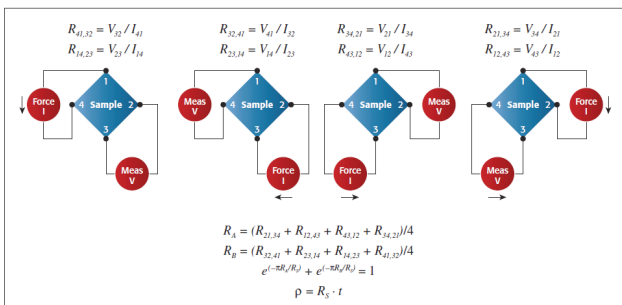 R41,32 = V32 / I41
R14,23 = V23 / I14
R32,41 = V41 / I32
R23,14 = V14 / I23
R34,21 = V21 / I34
R43,12 = V12 / I43
R21,34 = V34 / I21
R12,43 = V43 / I12
1
Force I
4 Sample 2
3
Meas V
1
Meas V
4 Sample 2
3
Force I
1
4 Sample 2
Meas V
3
Force I
1
4 Sample 2
Force I
3
Meas V
RA = (R21,34 + R12,43 + R43,12 + R34,21)/4
RB = (R32,41 + R23,14 + R14,23 + R41,32)/4
e(-πRA/RS) + e(-πRB/RS) = 1
ρ = RS · t